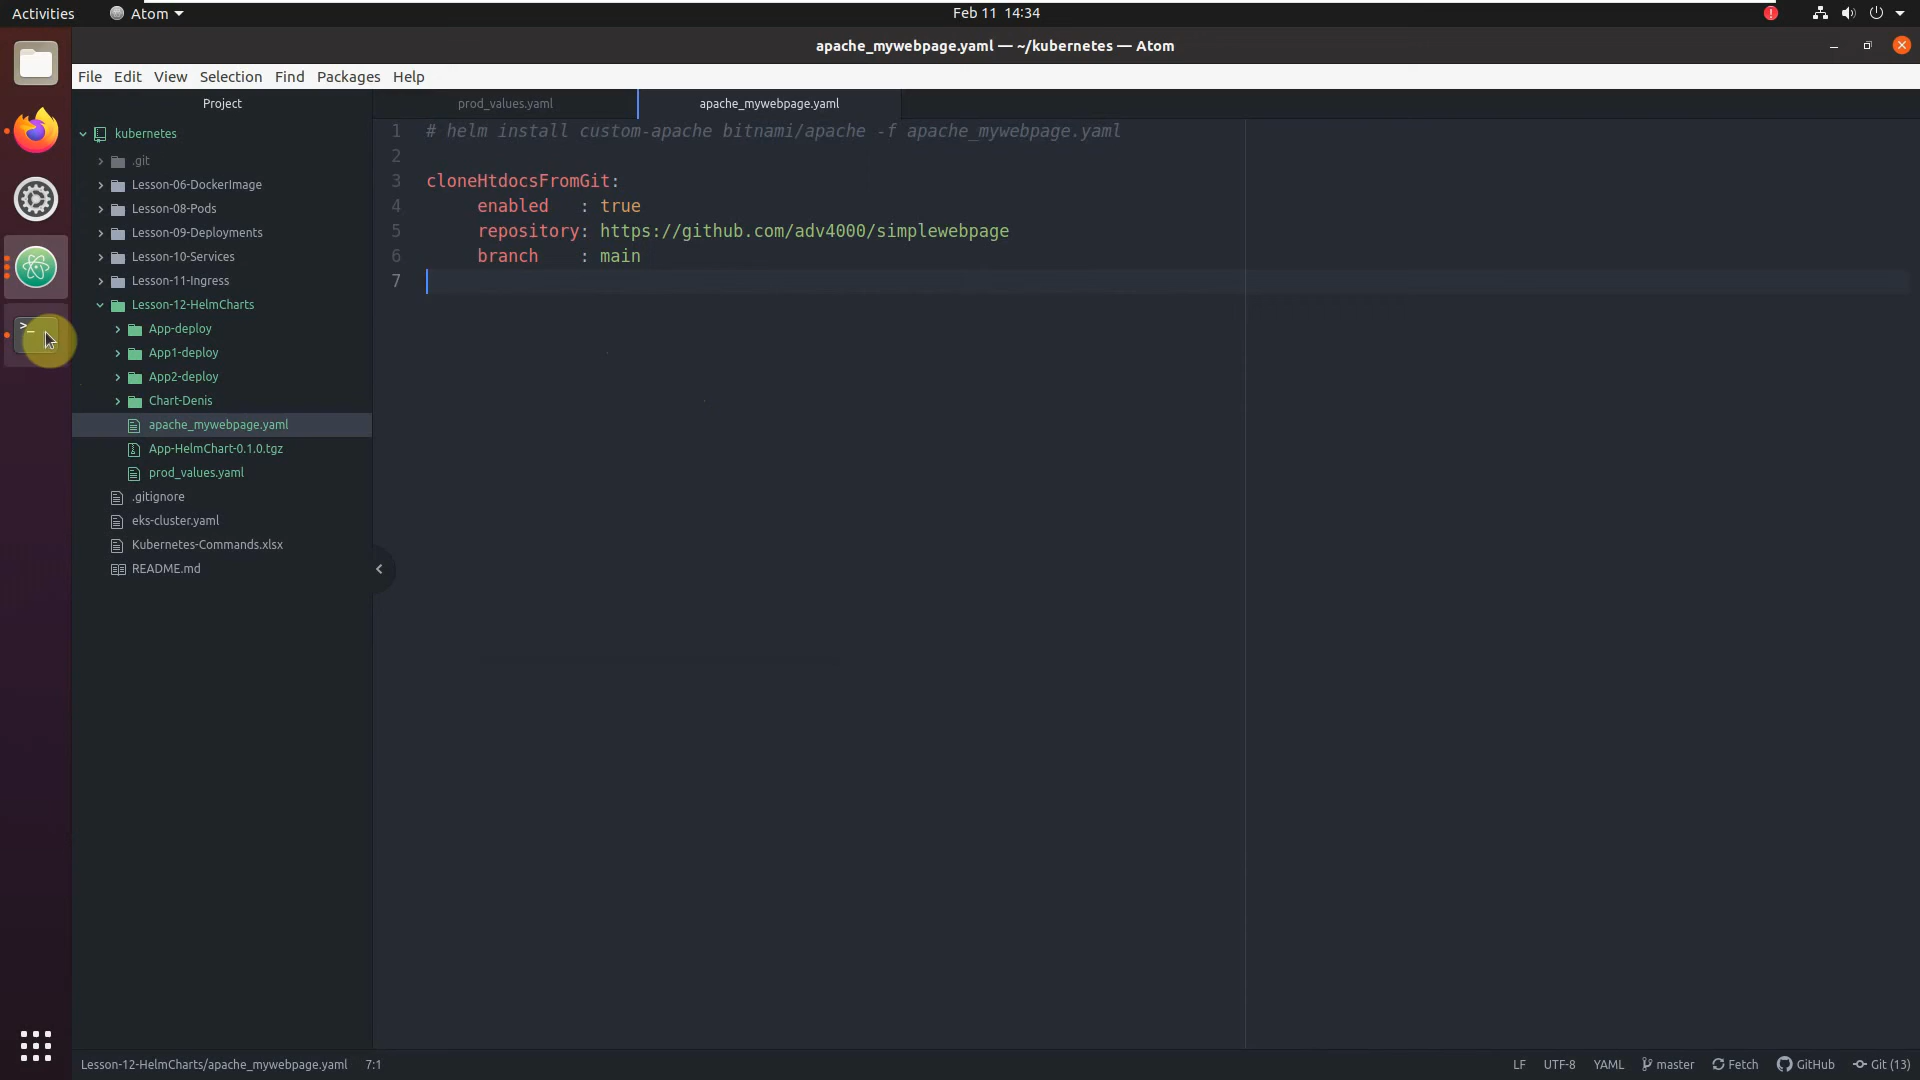 Activities
Atom
Feb 11 14:34
apache_mywebpage.yaml — ~/kubernetes — Atom
File Edit View Selection Find Packages Help
Project
prod_values.yaml
apache_mywebpage.yaml
kubernetes
.git
Lesson-06-DockerImage
Lesson-08-Pods
Lesson-09-Deployments
Lesson-10-Services
Lesson-11-Ingress
Lesson-12-HelmCharts
App-deploy
App1-deploy
App2-deploy
Chart-Denis
apache_mywebpage.yaml
App-HelmChart-0.1.0.tgz
prod_values.yaml
.gitignore
eks-cluster.yaml
Kubernetes-Commands.xlsx
README.md
1 # helm install custom-apache bitnami/apache -f apache_mywebpage.yaml
2
3 cloneHtdocsFromGit:
4 enabled : true
5 repository: https://github.com/adv4000/simplewebpage
6 branch : main
7
Lesson-12-HelmCharts/apache_mywebpage.yaml 7:1
LF UTF-8 YAML master Fetch GitHub Git (13)